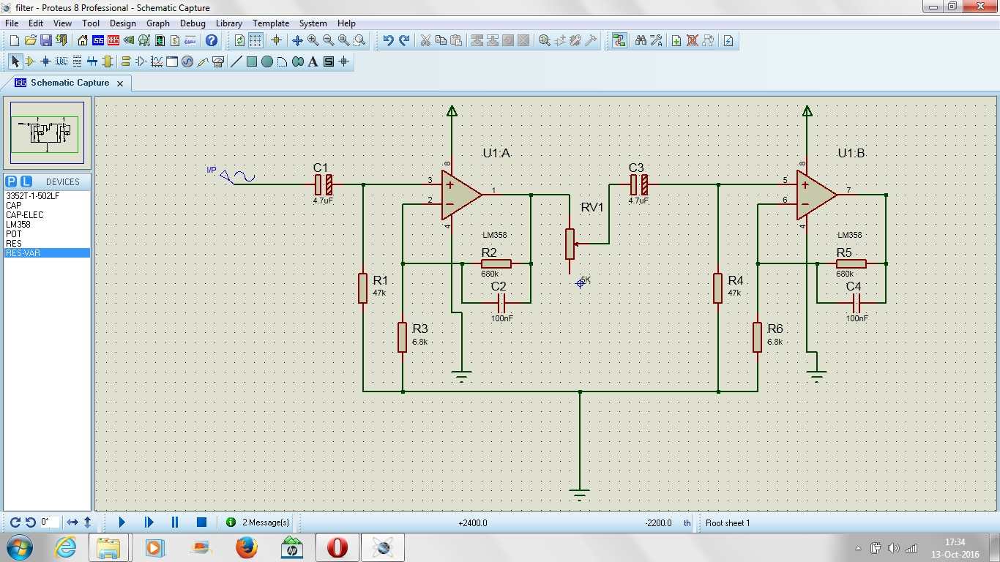 filter - Proteus 8 Professional - Schematic Capture
File Edit View Tool Design Graph Debug Library Template System Help
Schematic Capture
P L DEVICES
3352T-1-502LF
CAP
CAP-ELEC
LM358
POT
RES
RES-VAR
I/P
C1
4.7uF
U1:A
8
3
2
1
4
LM358
R2
680k
C2
100nF
R1
47k
R3
6.8k
RV1
5K
C3
4.7uF
U1:B
8
5
6
7
4
LM358
R5
680k
C4
100nF
R4
47k
R6
6.8k
0° 2 Message(s) +2400.0 -2200.0 th Root sheet 1
17:34
13-Oct-2016